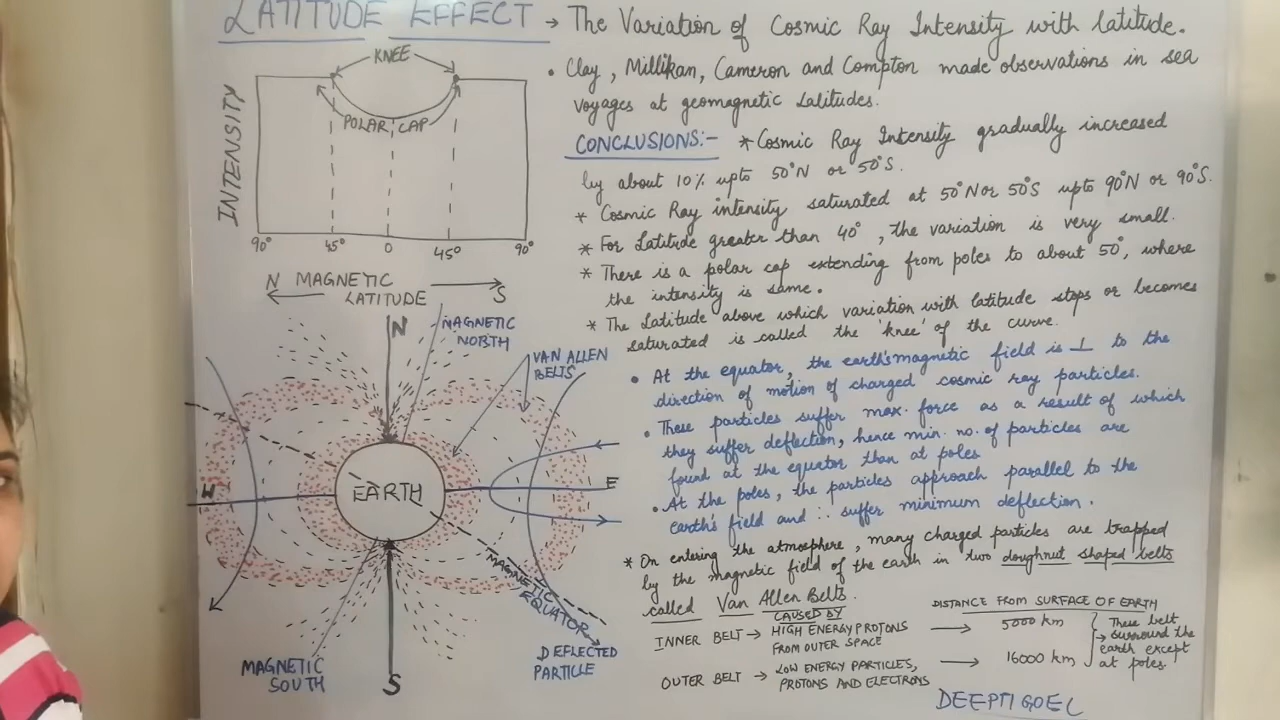 LATITUDE EFFECT → The Variation of Cosmic Ray Intensity with latitude.
• Clay, Millikan, Cameron and Compton made observations in sea
voyages at geomagnetic Latitudes.
CONCLUSIONS:- * Cosmic Ray Intensity gradually increased
by about 10% upto 50°N or 50°S.
* Cosmic Ray intensity saturated at 50°N or 50°S upto 90°N or 90°S.
* For Latitude greater than 40°, the variation is very small.
* There is a polar cap extending from poles to about 50°, where
the intensity is same.
* The Latitude above which variation with latitude stops or becomes
saturated is called the 'knee' of the curve.
• At the equator, the earth's magnetic field is ⊥ to the
direction of motion of charged cosmic ray particles.
• These particles suffer max. force as a result of which
they suffer deflection, hence min. no. of particles are
found at the equator than at poles
• At the poles, the particles approach parallel to the
earth's field and ∴ suffer minimum deflection.
* On entering the atmosphere, many charged particles are trapped
by the magnetic field of the earth in two doughnut shaped belts
called Van Allen Belts.
CAUSED BY
DISTANCE FROM SURFACE OF EARTH
INNER BELT → HIGH ENERGY PROTONS
FROM OUTER SPACE
→ 5000 km
OUTER BELT → LOW ENERGY PARTICLES,
PROTONS AND ELECTRONS
→ 16000 km
These belt
→ surround the
earth except
at poles
DEEPTI GOEL
KNEE
POLAR CAP
INTENSITY
90° 45° 0 45° 90°
N MAGNETIC S
LATITUDE
N
MAGNETIC
NORTH
VAN ALLEN
BELTS
W
EARTH
E
MAGNETIC
EQUATOR
MAGNETIC
SOUTH
S
DEFLECTED
PARTICLE